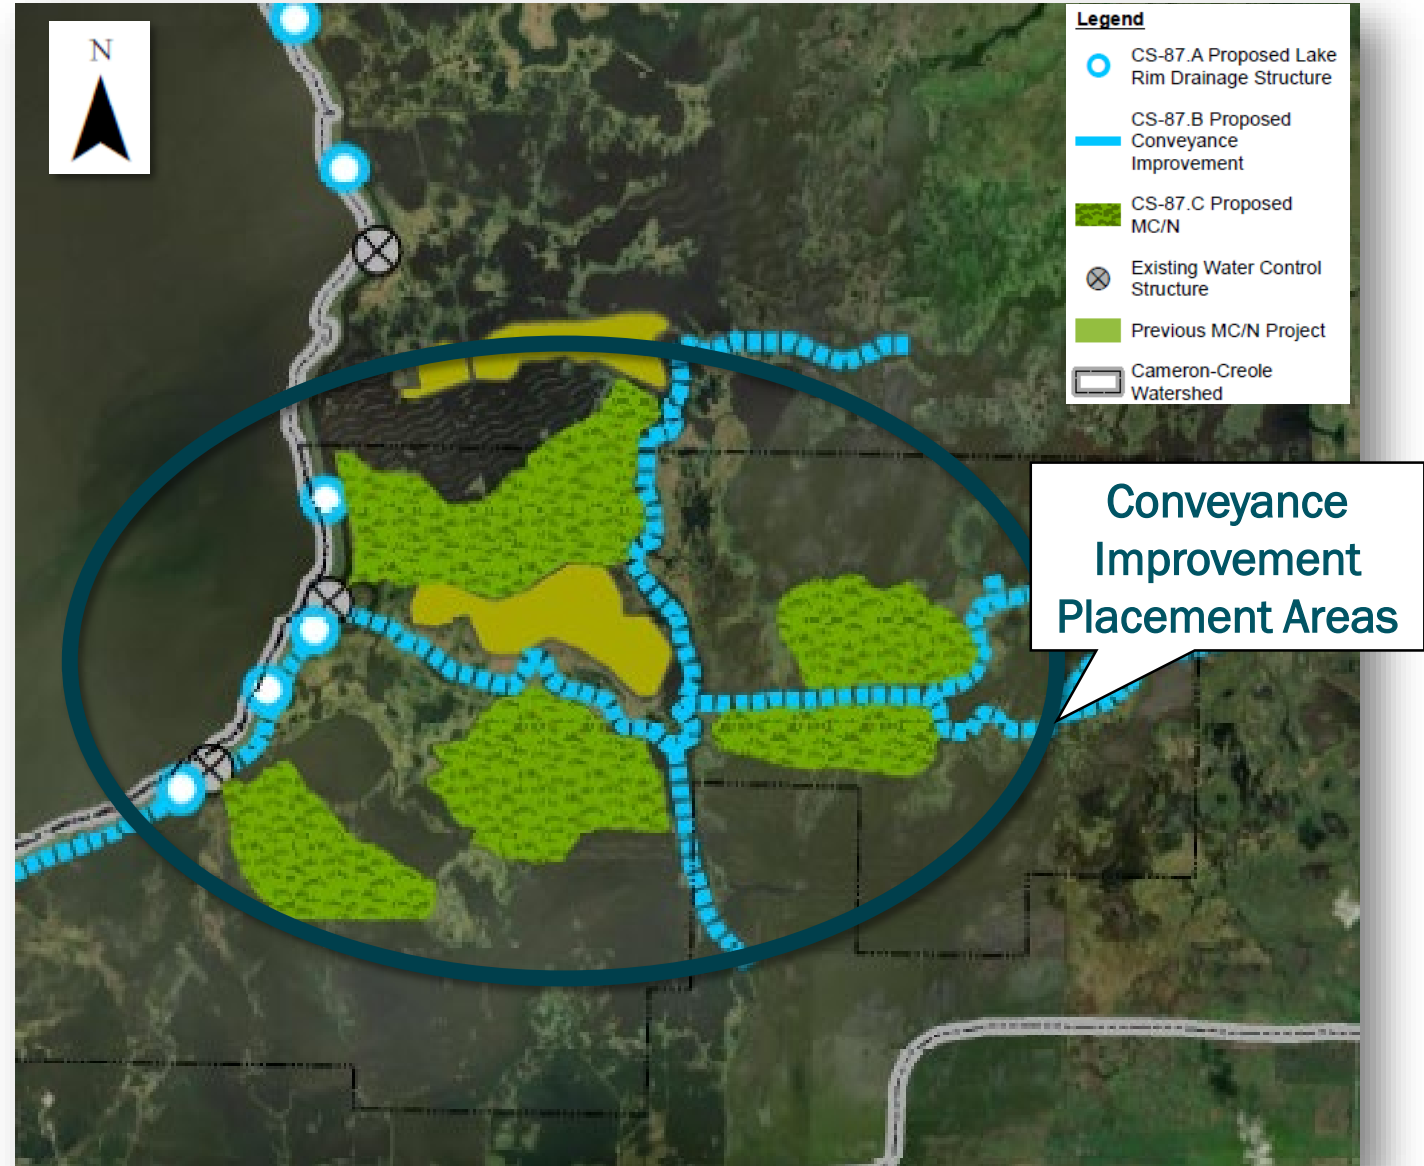 N
Legend
CS-87.A Proposed Lake
Rim Drainage Structure
CS-87.B Proposed
Conveyance
Improvement
CS-87.C Proposed
MC/N
Existing Water Control
Structure
Previous MC/N Project
Cameron-Creole
Watershed
Conveyance
Improvement
Placement Areas